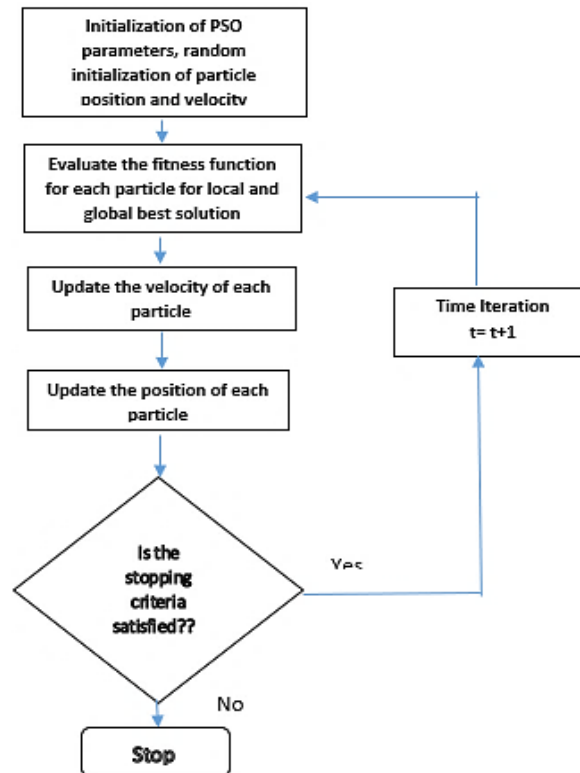 Initialization of PSO
parameters, random
initialization of particle
position and velocity
Evaluate the fitness function
for each particle for local and
global best solution
Update the velocity of each
particle
Time Iteration
t= t+1
Update the position of each
particle
Is the
stopping
criteria
satisfied??
Yes
No
Stop